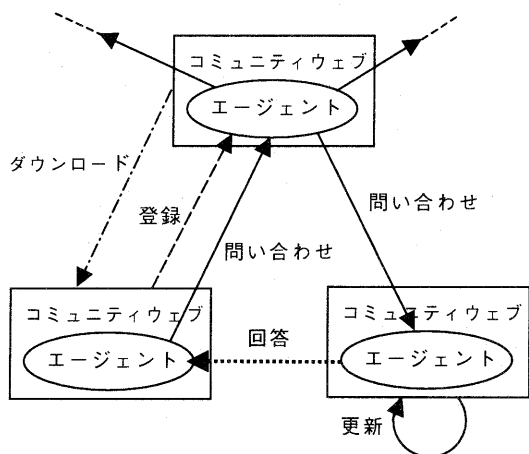 コミュニティウェブ
エージェント
ダウンロード
登録
問い合わせ
問い合わせ
コミュニティウェブ
エージェント
回答
コミュニティウェブ
エージェント
更新